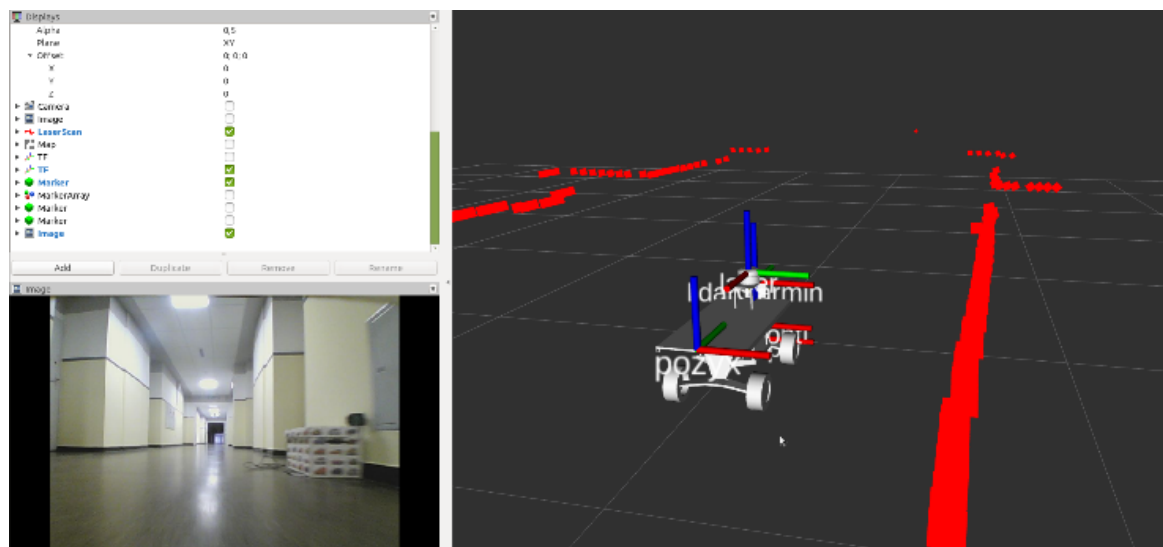 Displays
Alpha 0,5
Plane XY
Offset 0; 0; 0
X 0
Y 0
Z 0
Camera
Image
LaserScan
Map
TF
TF
Marker
MarkerArray
Marker
Marker
Image
Add Duplicate Remove Rename
Image
pozyx